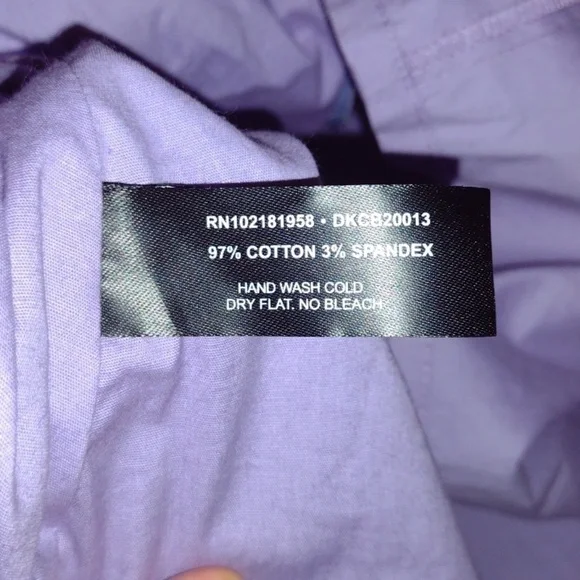 RN102181958 • DKCB20013
97% COTTON 3% SPANDEX
HAND WASH COLD
DRY FLAT. NO BLEACH